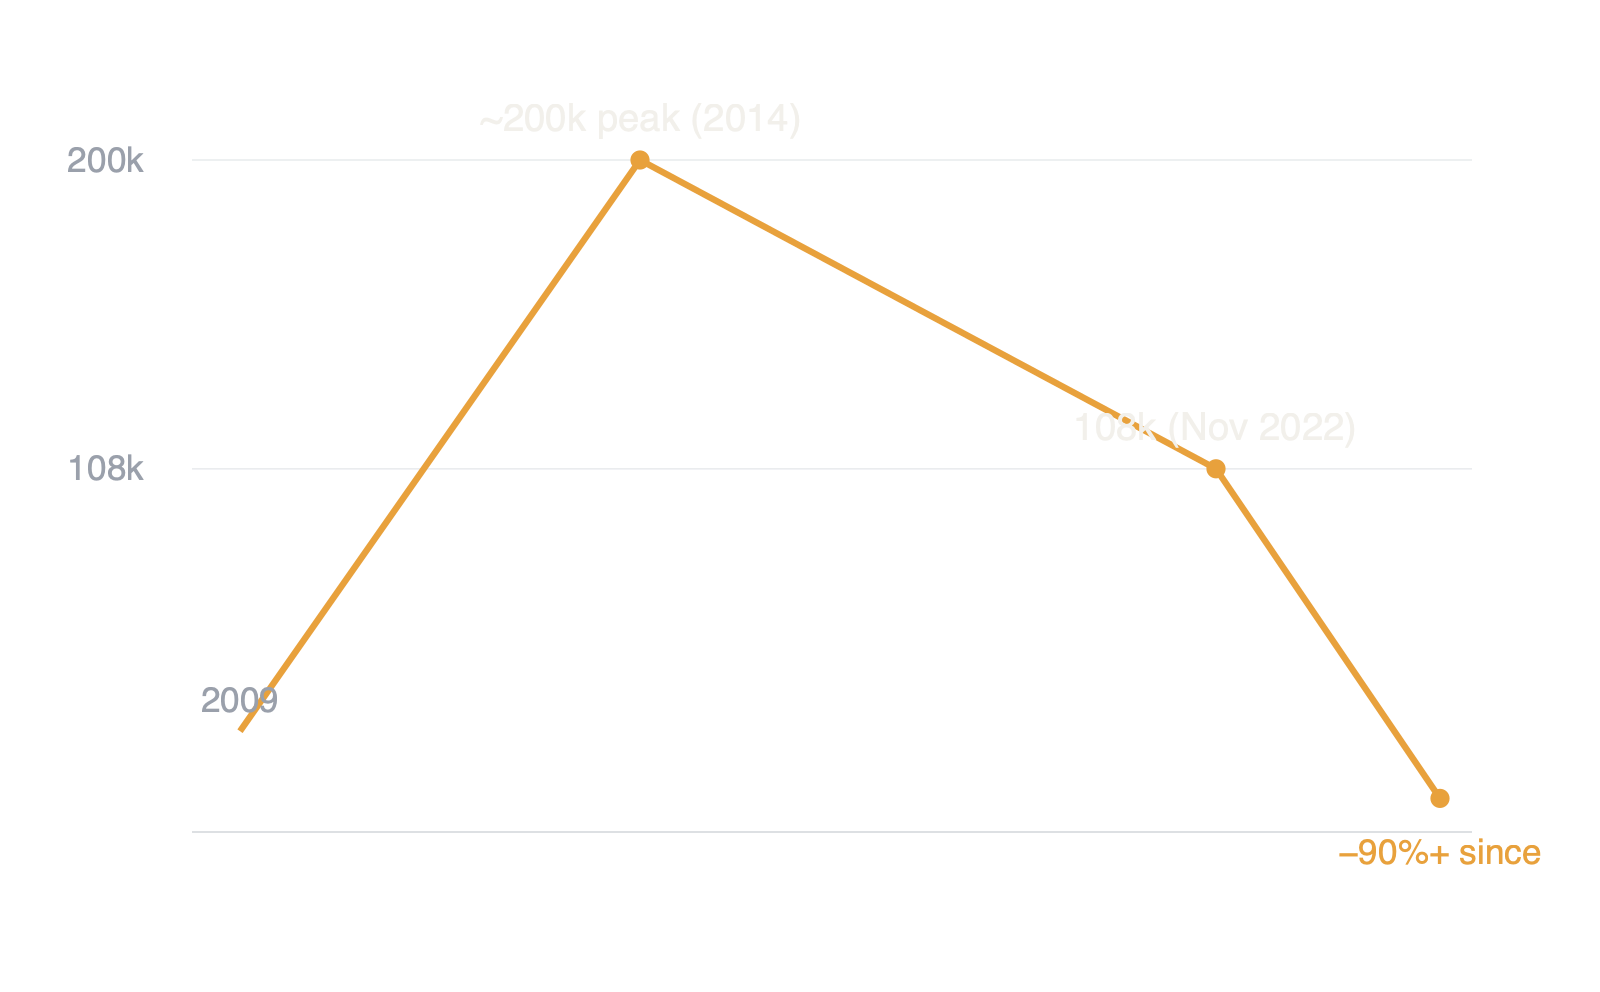 ~200k peak (2014)
200k
108k (Nov 2022)
108k
2009
–90%+ since